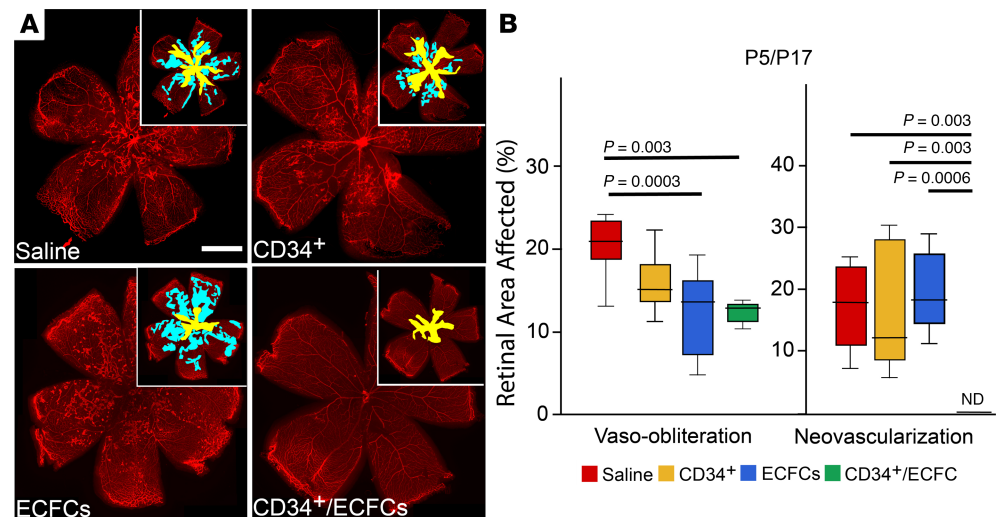 A
Saline
CD34+
ECFCs
CD34+/ECFCs
B
P5/P17
Retinal Area Affected (%)
30
20
10
0
P = 0.003
P = 0.0003
Vaso-obliteration
40
30
20
10
P = 0.003
P = 0.003
P = 0.0006
ND
Neovascularization
Saline CD34+ ECFCs CD34+/ECFC